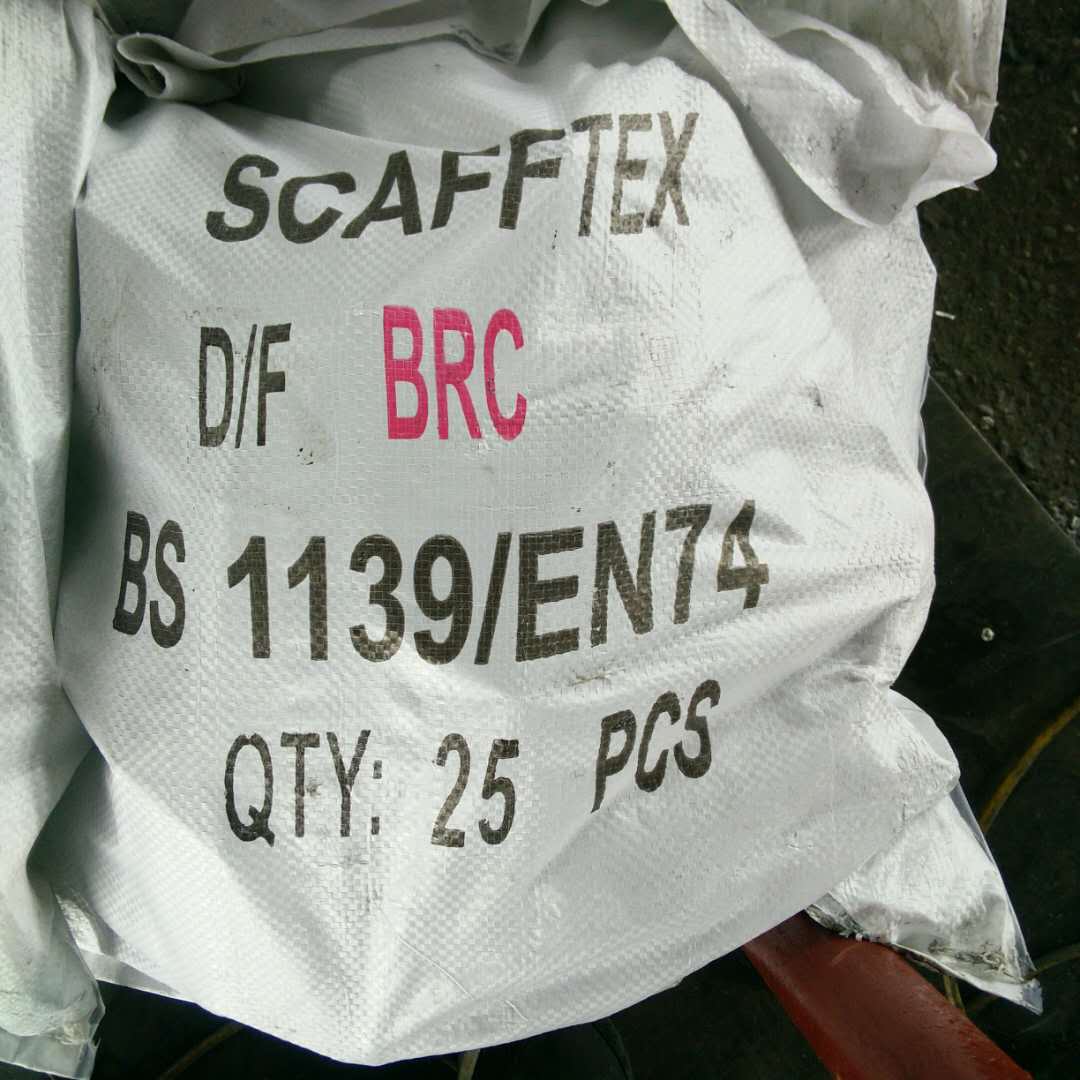 SCAFFTEX
D/F BRC
BS 1139/EN74
QTY: 25 PCS